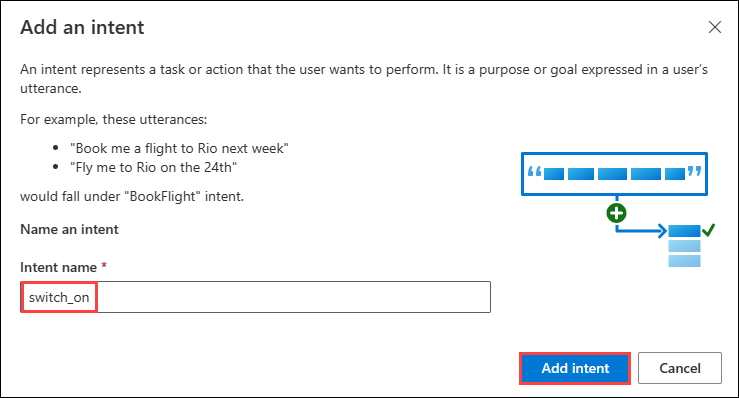 Add an intent
An intent represents a task or action that the user wants to perform. It is a purpose or goal expressed in a user's
utterance.
For example, these utterances:
• "Book me a flight to Rio next week"
• "Fly me to Rio on the 24th"
would fall under "BookFlight" intent.
Name an intent
Intent name *
switch_on
Add intent
Cancel